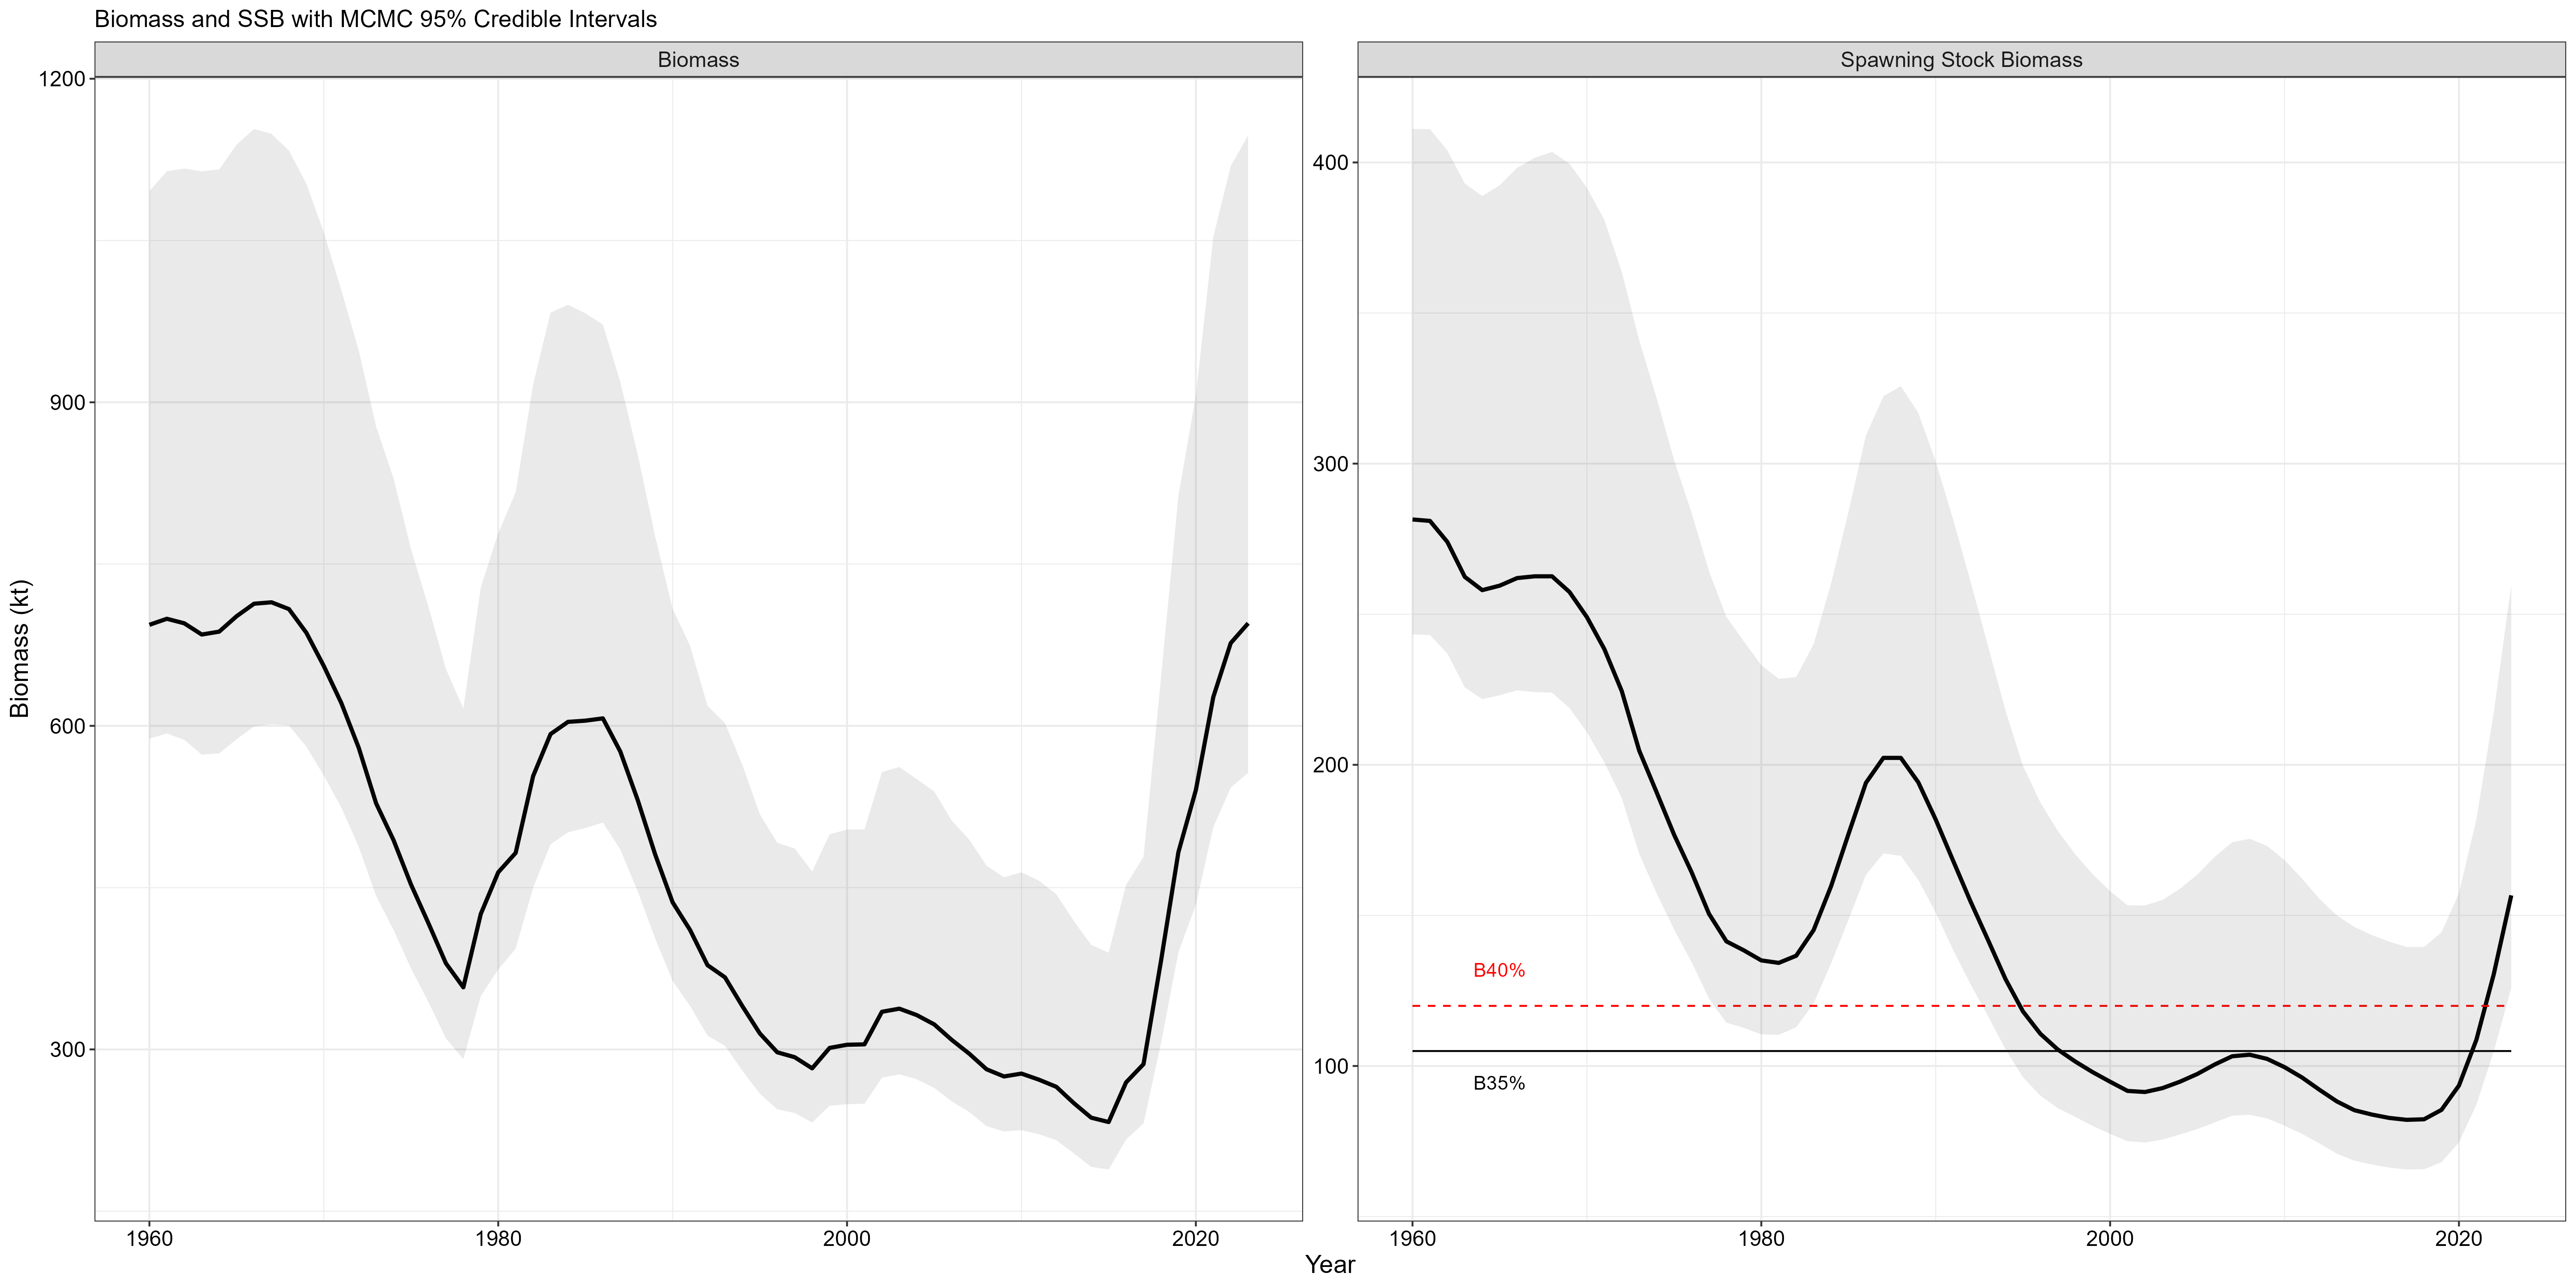 Biomass and SSB with MCMC 95% Credible Intervals
Biomass
Spawning Stock Biomass
Biomass (kt)
1200
900
600
300
1960
1980
2000
2020
400
300
200
100
B40%
B35%
1960
1980
2000
2020
Year